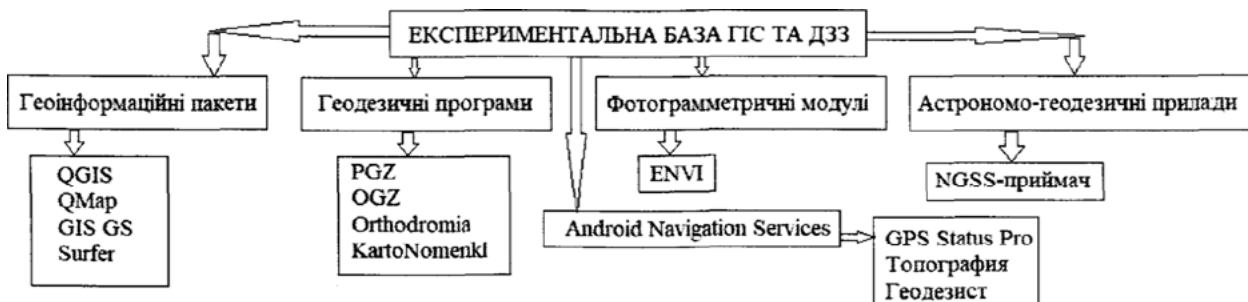 ЕКСПЕРИМЕНТАЛЬНА БАЗА ГІС ТА ДЗЗ
Геоінформаційні пакети
QGIS
QMap
GIS GS
Surfer
Геодезичні програми
PGZ
OGZ
Orthodromia
KartoNomenkl
Фотограмметричні модулі
ENVI
Android Navigation Services
GPS Status Pro
Топография
Геодезист
Астрономо-геодезичні прилади
NGSS-приймач